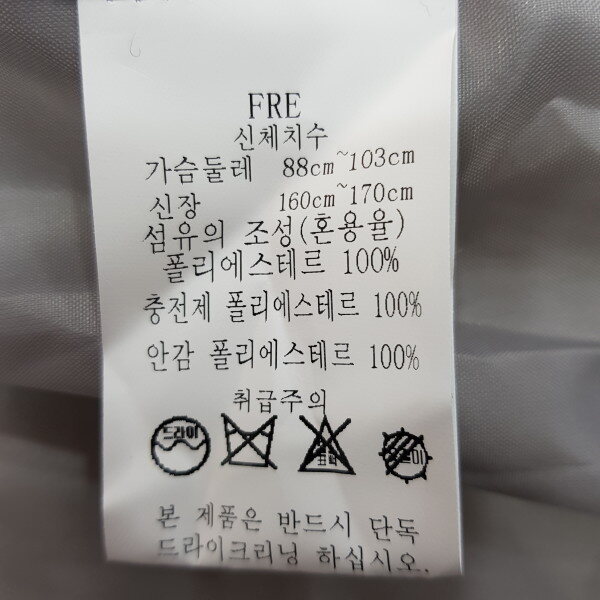 FRE
신체치수
가슴둘레 88cm~103cm
신장 160cm~170cm
섬유의 조성(혼용율)
폴리에스테르 100%
충전제 폴리에스테르 100%
안감 폴리에스테르 100%
취급주의
드라이
표백
본 제품은 반드시 단독
드라이크리닝 하십시오.